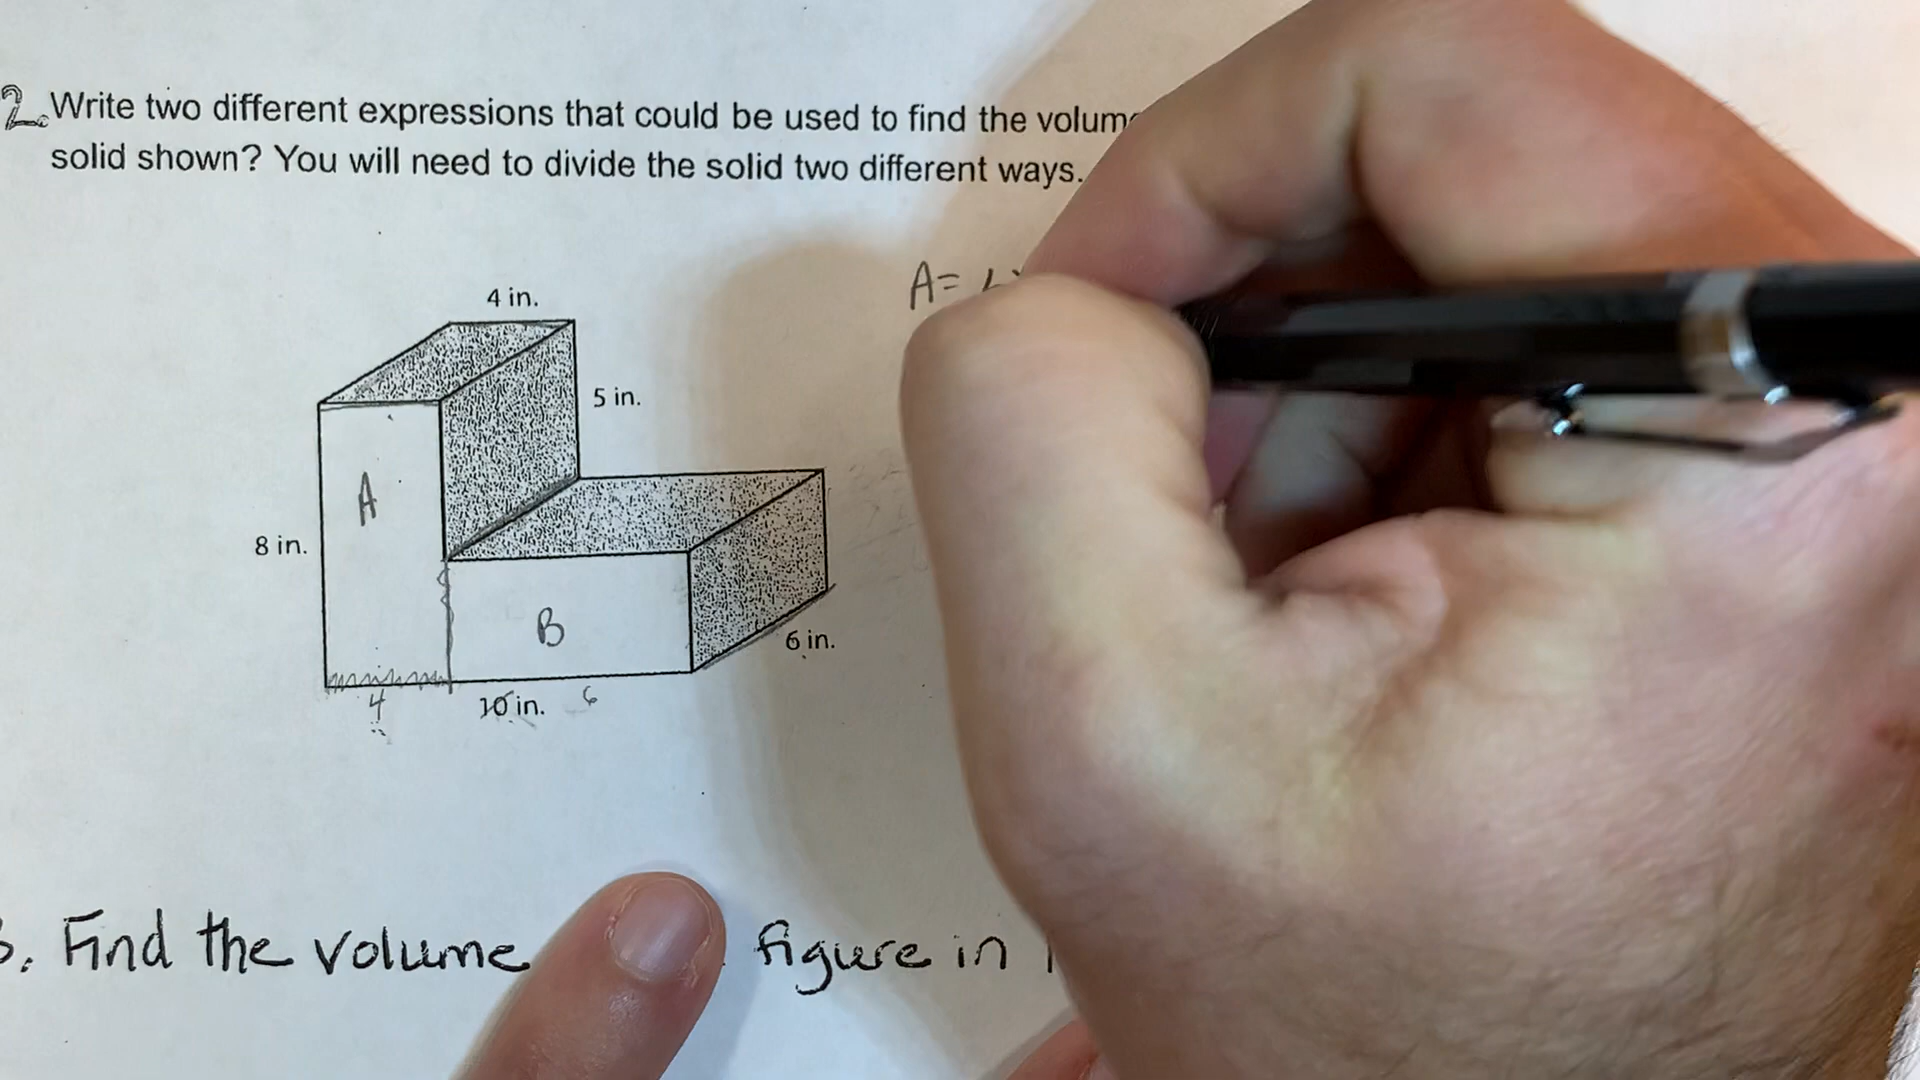 2. Write two different expressions that could be used to find the
solid shown? You will need to divide the solid two different ways.
A=
4 in.
5 in.
A
8 in.
B
6 in.
4
10 in.
6
Find the volume
figure in